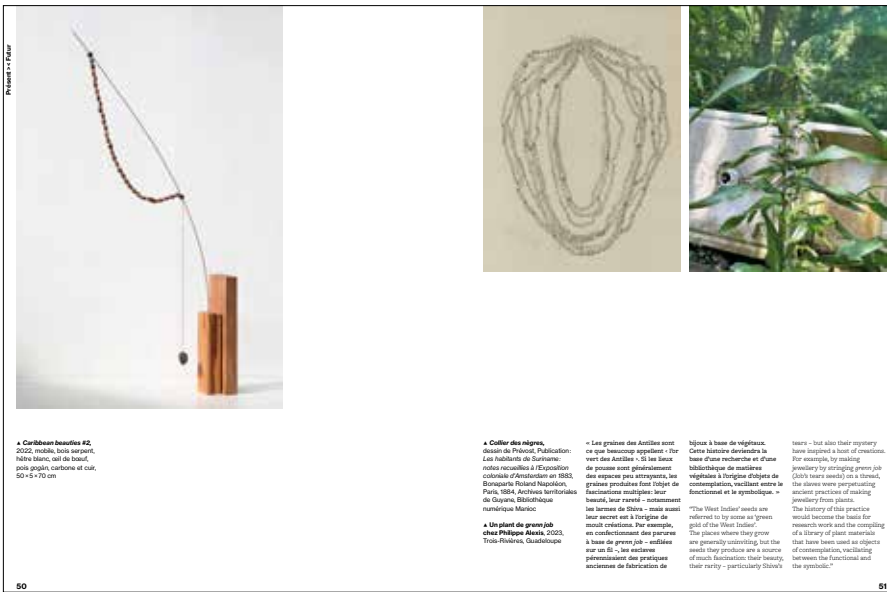 Présent >< Futur
▲ Caribbean beauties #2,
2022, mobile, bois serpent,
hêtre blanc, œil de bœuf,
pois gogàn, carbone et cuir,
50 × 5 × 70 cm
50
▲ Collier des nègres,
dessin de Prévost, Publication:
Les habitants de Suriname:
notes recueillies à l'Exposition
coloniale d'Amsterdam en 1883,
Bonaparte Roland Napoléon,
Paris, 1884, Archives territoriales
de Guyane, Bibliothèque
numérique Manioc
▲ Un plant de grenn job
chez Philippe Alexis, 2023,
Trois-Rivières, Guadeloupe
« Les graines des Antilles sont
ce que beaucoup appellent ‹ l'or
vert des Antilles ›. Si les lieux
de pousse sont généralement
des espaces peu attrayants, les
graines produites font l'objet de
fascinations multiples: leur
beauté, leur rareté – notamment
les larmes de Shiva – mais aussi
leur secret est à l'origine de
moult créations. Par exemple,
en confectionnant des parures
à base de grenn job – enfilées
sur un fil –, les esclaves
pérennisaient des pratiques
anciennes de fabrication de
bijoux à base de végétaux.
Cette histoire deviendra la
base d'une recherche et d'une
bibliothèque de matières
végétales à l'origine d'objets de
contemplation, vacillant entre le
fonctionnel et le symbolique. »
"The West Indies' seeds are
referred to by some as 'green
gold of the West Indies'.
The places where they grow
are generally uninviting, but the
seeds they produce are a source
of much fascination: their beauty,
their rarity – particularly Shiva's
tears – but also their mystery
have inspired a host of creations.
For example, by making
jewellery by stringing grenn job
(Job's tears seeds) on a thread,
the slaves were perpetuating
ancient practices of making
jewellery from plants.
The history of this practice
would become the basis for
research work and the compiling
of a library of plant materials
that have been used as objects
of contemplation, vacillating
between the functional and
the symbolic."
51